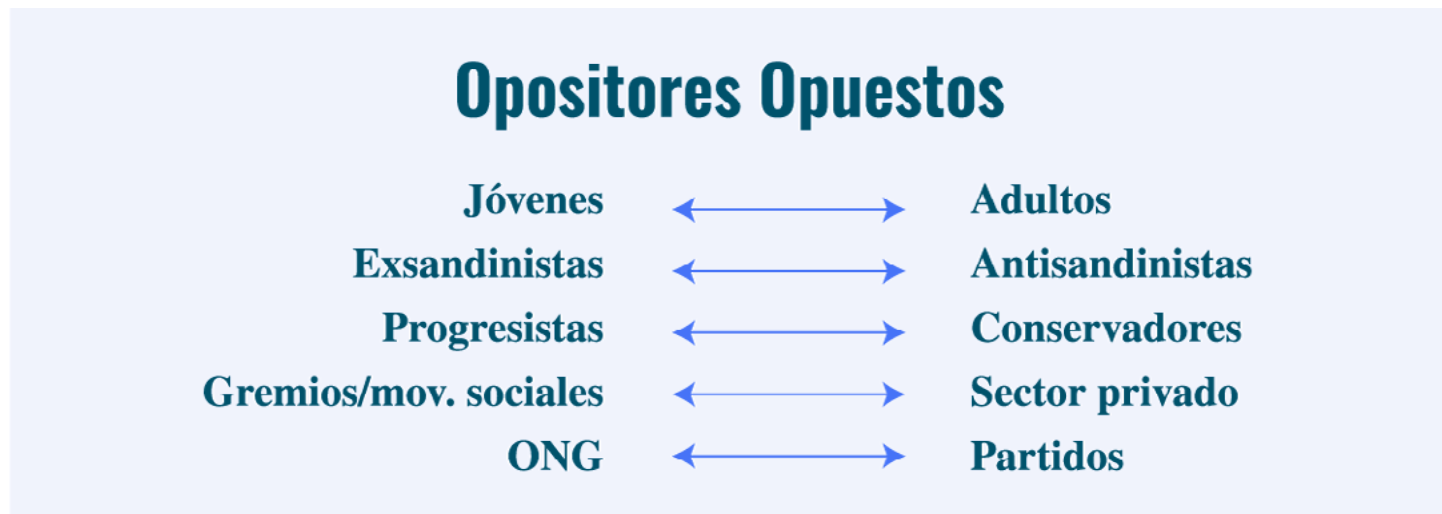 Opositores Opuestos
Jóvenes Adultos
Exsandinistas Antisandinistas
Progresistas Conservadores
Gremios/mov. sociales Sector privado
ONG Partidos